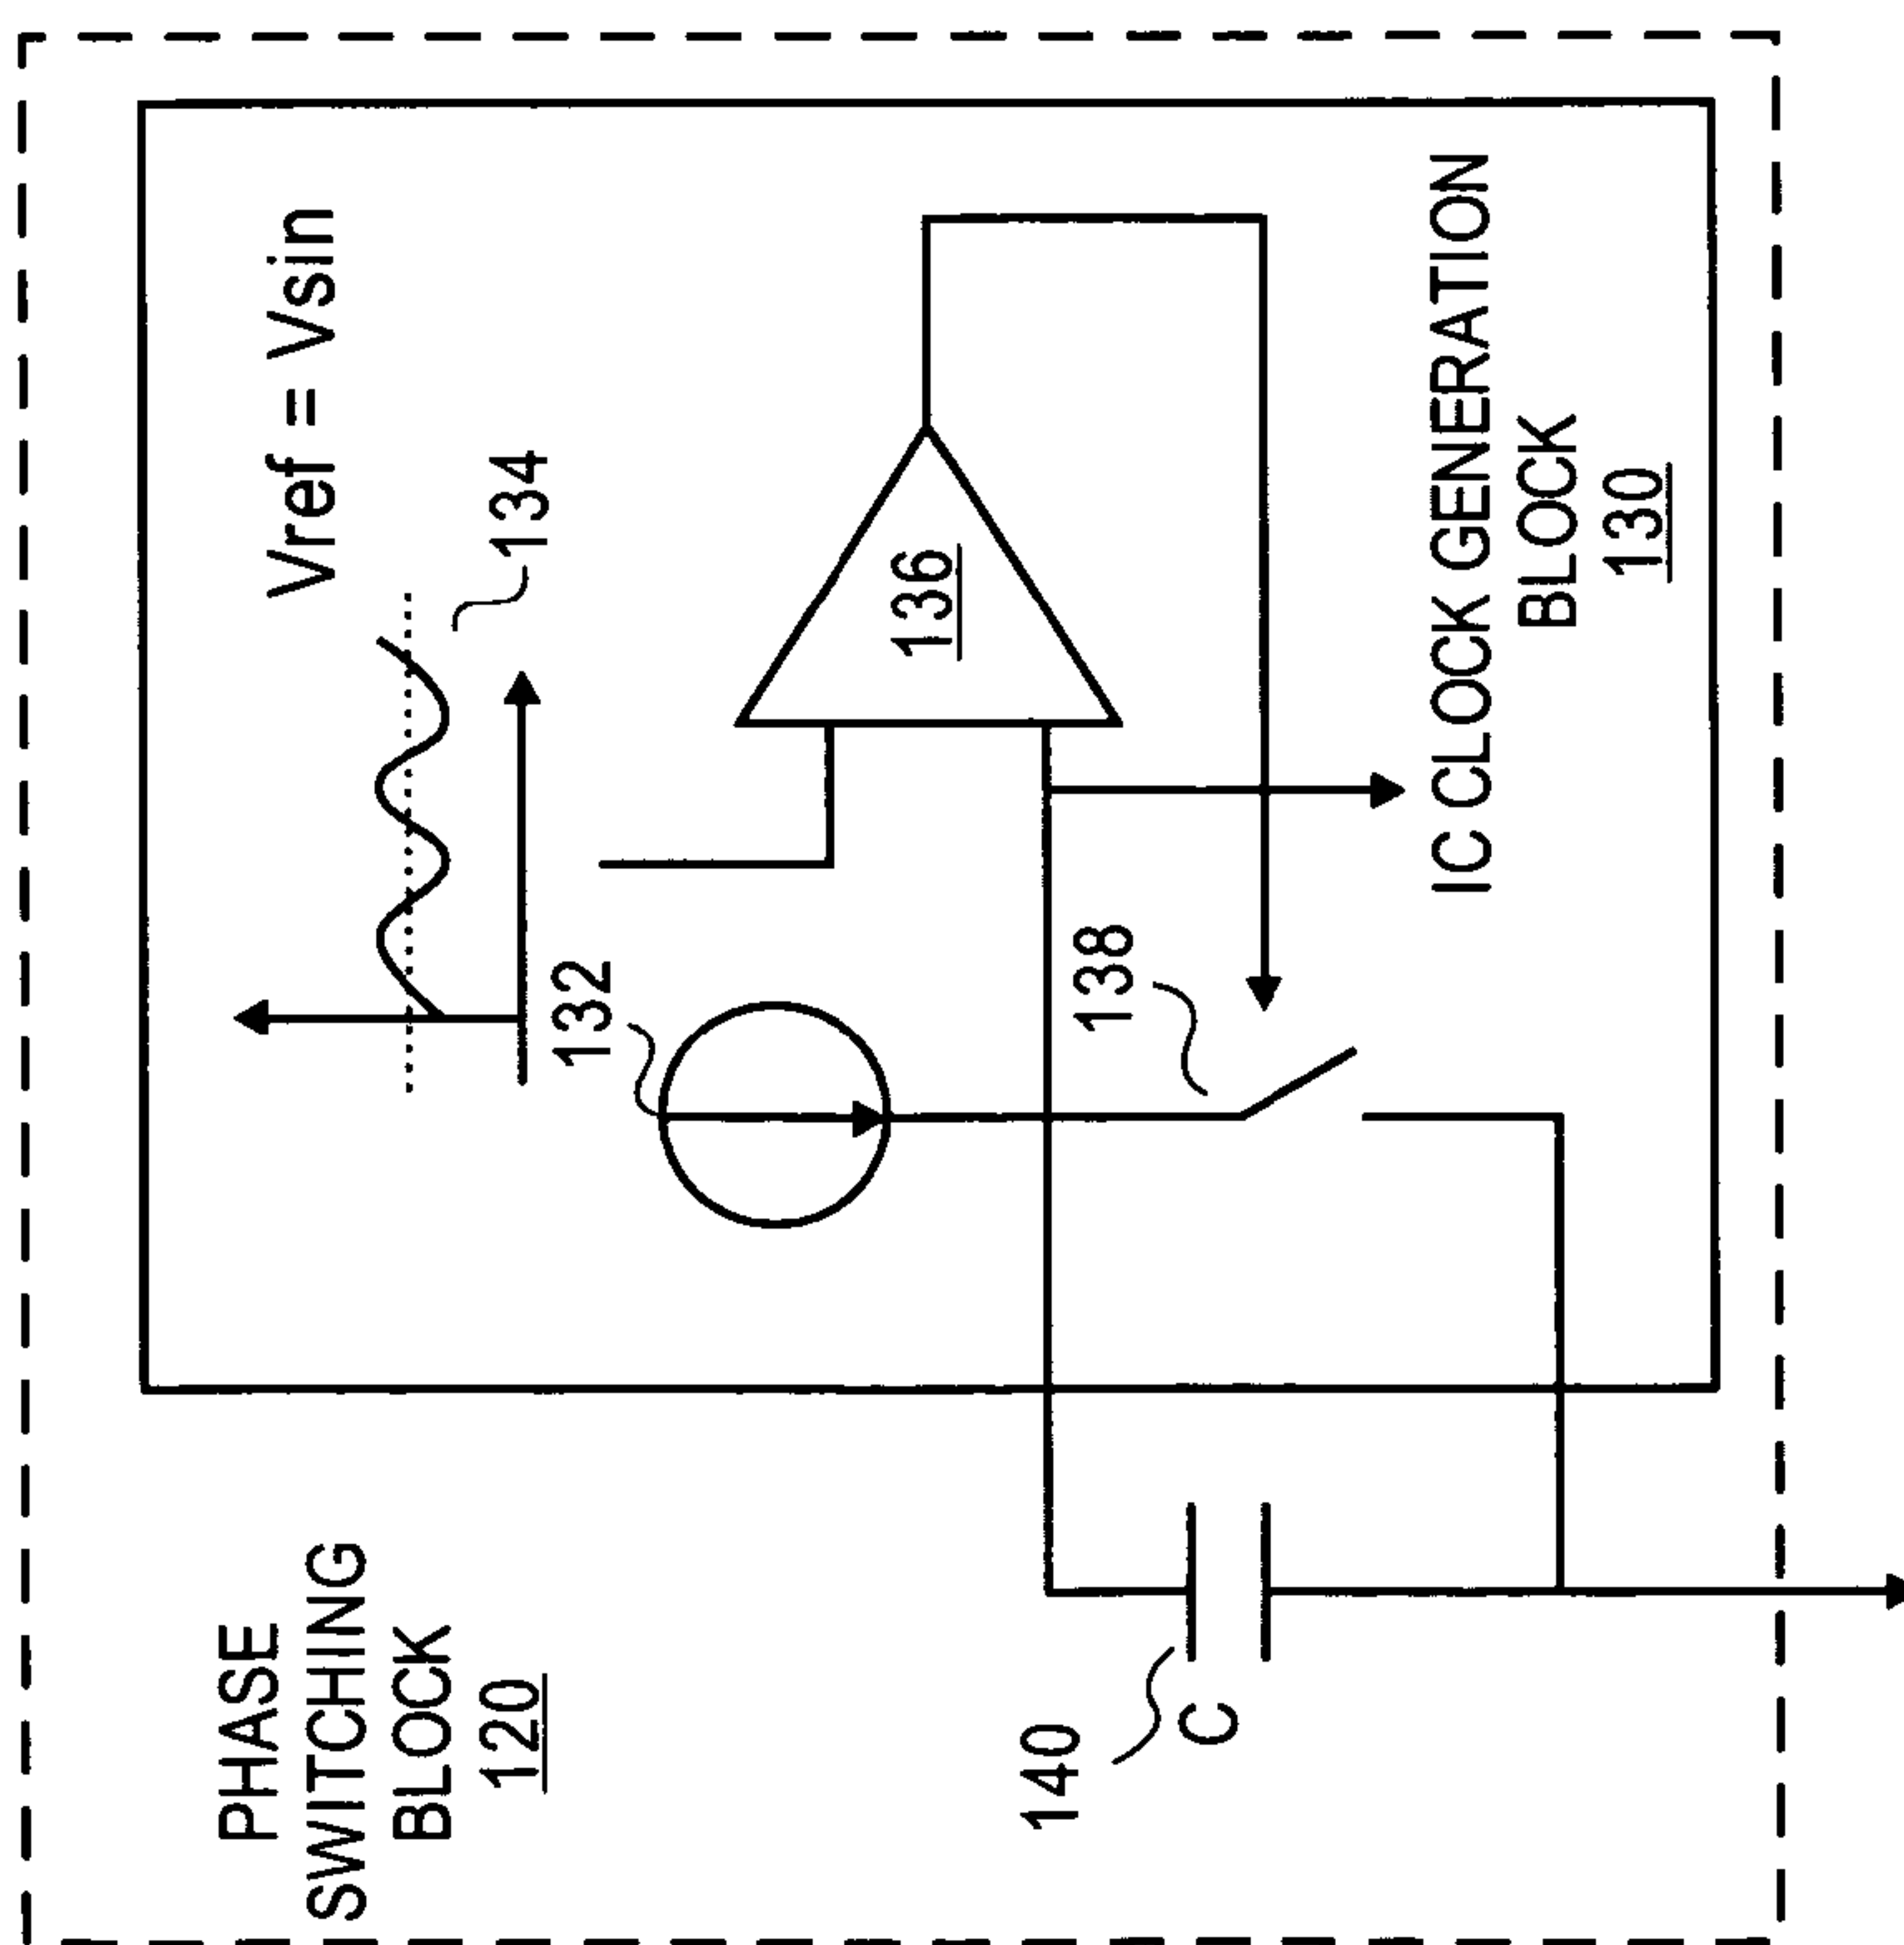 PHASE
SWITCHING
BLOCK
120
140
C
Vref = Vsin
134
132
136
138
IC CLOCK GENERATION
BLOCK
130